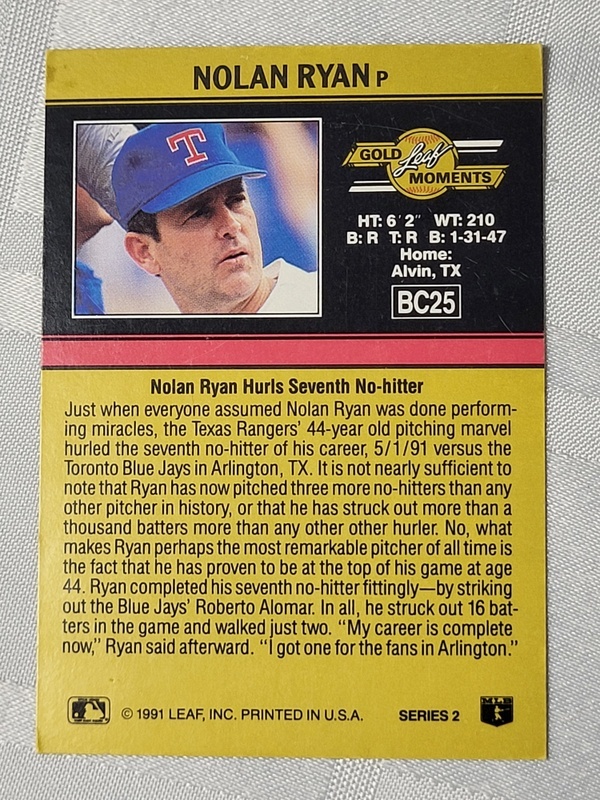 NOLAN RYAN P
T
GOLD Leaf MOMENTS
HT: 6' 2" WT: 210
B: R T: R B: 1-31-47
Home:
Alvin, TX
BC25
Nolan Ryan Hurls Seventh No-hitter
Just when everyone assumed Nolan Ryan was done perform-
ing miracles, the Texas Rangers' 44-year old pitching marvel
hurled the seventh no-hitter of his career, 5/1/91 versus the
Toronto Blue Jays in Arlington, TX. It is not nearly sufficient to
note that Ryan has now pitched three more no-hitters than any
other pitcher in history, or that he has struck out more than a
thousand batters more than any other other hurler. No, what
makes Ryan perhaps the most remarkable pitcher of all time is
the fact that he has proven to be at the top of his game at age
44. Ryan completed his seventh no-hitter fittingly—by striking
out the Blue Jays' Roberto Alomar. In all, he struck out 16 bat-
ters in the game and walked just two. "My career is complete
now," Ryan said afterward. "I got one for the fans in Arlington."
© 1991 LEAF, INC. PRINTED IN U.S.A. SERIES 2